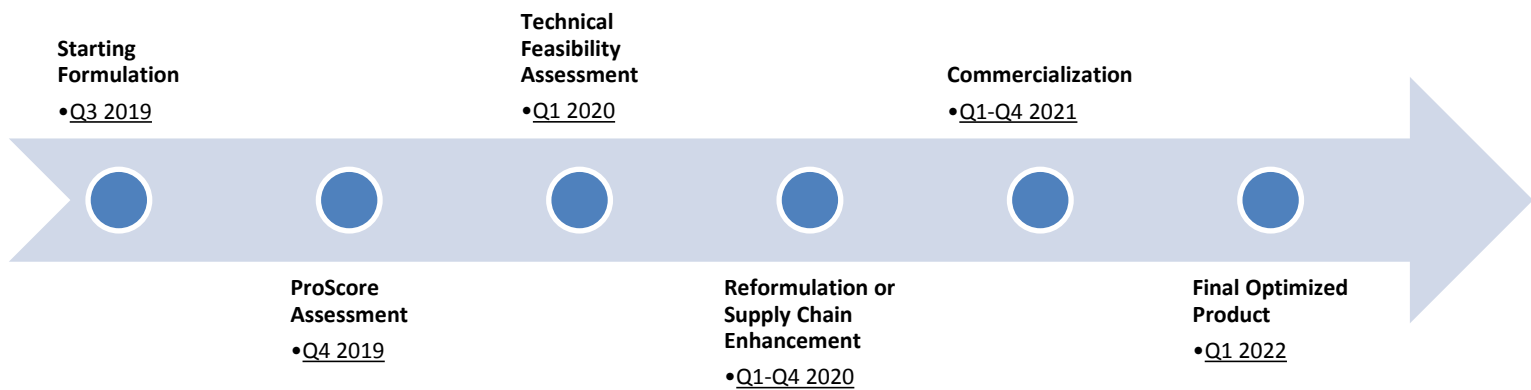 Starting
Formulation
•Q3 2019
ProScore
Assessment
•Q4 2019
Technical
Feasibility
Assessment
•Q1 2020
Reformulation or
Supply Chain
Enhancement
•Q1-Q4 2020
Commercialization
•Q1-Q4 2021
Final Optimized
Product
•Q1 2022